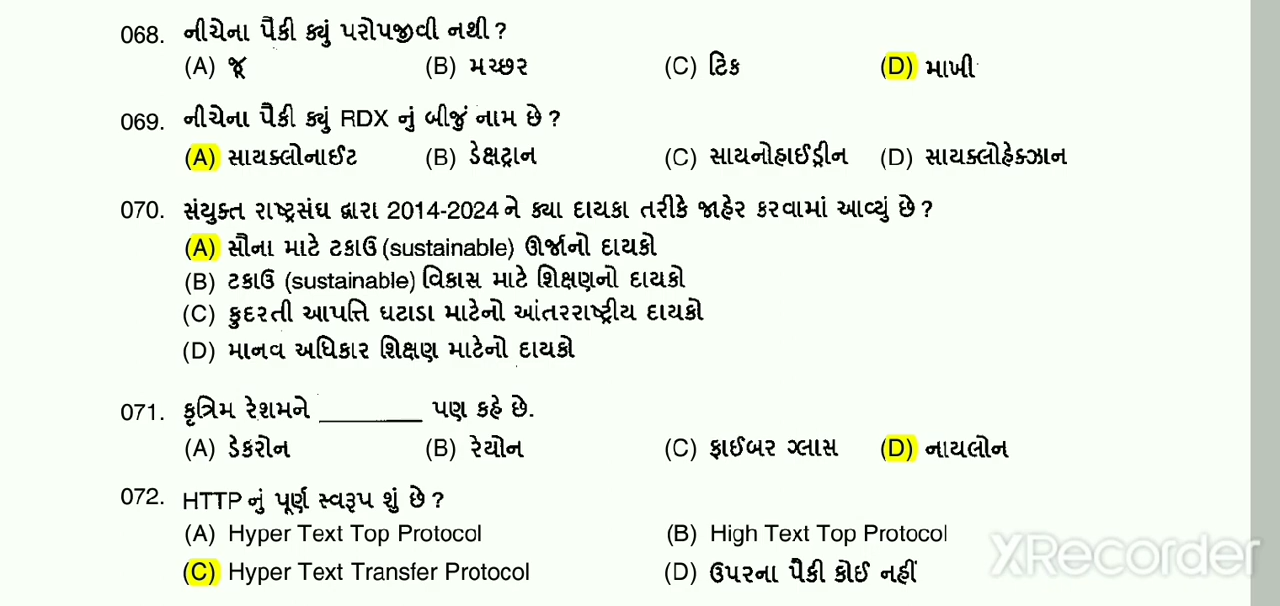 068. નીચેના પૈકી ક્યું પરોપજીવી નથી ?
(A) જૂ (B) મચ્છર (C) ટિક (D) માખી
069. નીચેના પૈકી ક્યું RDX નું બીજું નામ છે ?
(A) સાયક્લોનાઈટ (B) ડેક્ષટ્રાન (C) સાયનોહાઈડ્રીન (D) સાયક્લોહેક્ઝાન
070. સંયુક્ત રાષ્ટ્રસંઘ દ્વારા 2014-2024 ને ક્યા દાયકા તરીકે જાહેર કરવામાં આવ્યું છે ?
(A) સૌના માટે ટકાઉ (sustainable) ઊર્જાનો દાયકો
(B) ટકાઉ (sustainable) વિકાસ માટે શિક્ષણનો દાયકો
(C) કુદરતી આપત્તિ ઘટાડા માટેનો આંતરરાષ્ટ્રીય દાયકો
(D) માનવ અધિકાર શિક્ષણ માટેનો દાયકો
071. કૃત્રિમ રેશમને ________ પણ કહે છે.
(A) ડેકરોન (B) રેયોન (C) ફાઈબર ગ્લાસ (D) નાયલોન
072. HTTP નું પૂર્ણ સ્વરૂપ શું છે ?
(A) Hyper Text Top Protocol (B) High Text Top Protocol
(C) Hyper Text Transfer Protocol (D) ઉપરના પૈકી કોઈ નહીં
XRecorder